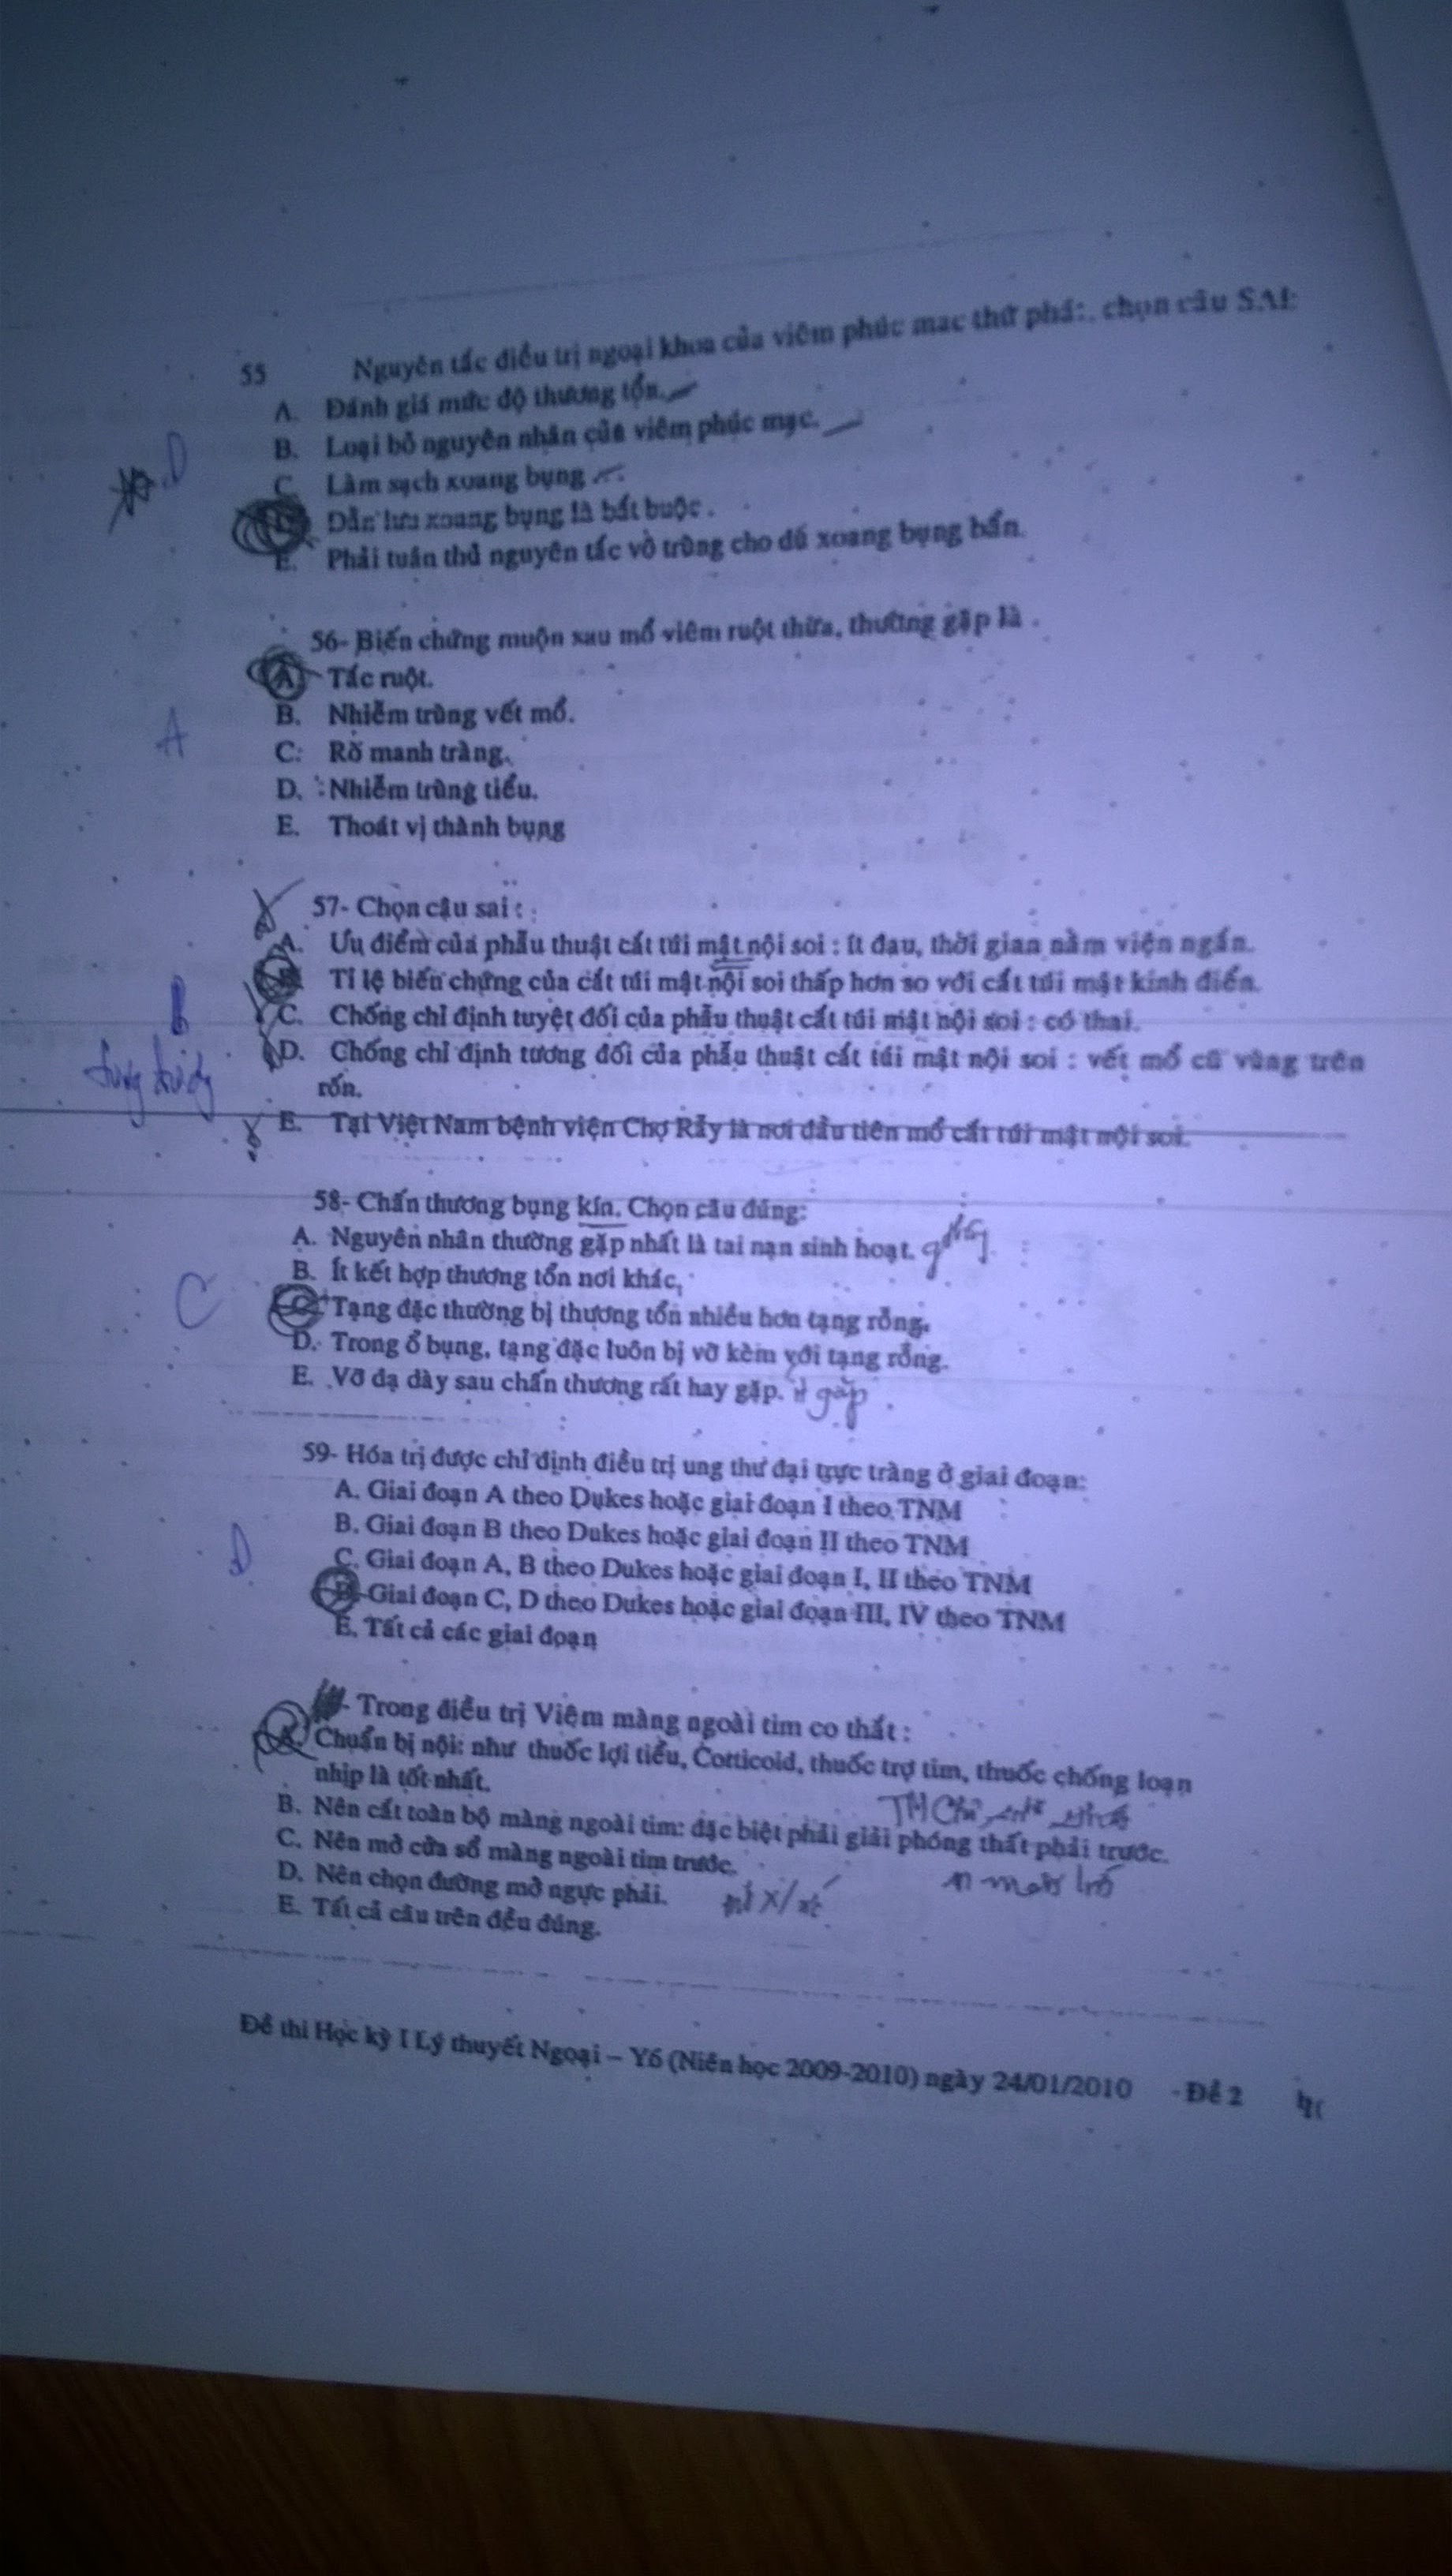 55 Nguyên tắc điều trị ngoại khoa của viêm phúc mac thứ phát, chọn câu SAI:
A. Đánh giá mức độ thương tổn.
B. Loại bỏ nguyên nhân của viêm phúc mạc.
C. Làm sạch xoang bụng
D Dẫn lưu xoang bụng là bắt buộc.
E. Phải tuân thủ nguyên tắc vô trùng cho dù xoang bụng bẩn.
56- Biến chứng muộn sau mổ viêm ruột thừa, thường gặp là .
A Tắc ruột.
B. Nhiễm trùng vết mổ.
A
C: Rò manh tràng.
D. Nhiễm trùng tiểu.
E. Thoát vị thành bụng
57- Chọn câu sai :
A. Ưu điểm của phẫu thuật cắt túi mật nội soi : ít đau, thời gian nằm viện ngắn.
Tỉ lệ biến chứng của cắt túi mật nội soi thấp hơn so với cắt túi mật kinh điển.
B
C. Chống chỉ định tuyệt đối của phẫu thuật cắt túi mật nội soi : có thai.
D. Chống chỉ định tương đối của phẫu thuật cắt túi mật nội soi : vết mổ cũ vùng trên
rốn.
E. Tại Việt Nam bệnh viện Chợ Rẫy là nơi đầu tiên mổ cắt túi mật nội soi.
58- Chấn thương bụng kín. Chọn câu đúng:
A. Nguyên nhân thường gặp nhất là tai nạn sinh hoạt.
B. Ít kết hợp thương tổn nơi khác.
C
C. Tạng đặc thường bị thương tổn nhiều hơn tạng rỗng.
D. Trong ổ bụng, tạng đặc luôn bị vỡ kèm với tạng rỗng.
E. Vỡ dạ dày sau chấn thương rất hay gặp. ít gặp
59- Hóa trị được chỉ định điều trị ung thư đại trực tràng ở giai đoạn:
A. Giai đoạn A theo Dukes hoặc giai đoạn I theo TNM
B. Giai đoạn B theo Dukes hoặc giai đoạn II theo TNM
D
C. Giai đoạn A, B theo Dukes hoặc giai đoạn I, II theo TNM
D. Giai đoạn C, D theo Dukes hoặc giai đoạn III, IV theo TNM
E. Tất cả các giai đoạn
- Trong điều trị Viêm màng ngoài tim co thắt :
A Chuẩn bị nội: như thuốc lợi tiểu, Corticoid, thuốc trợ tim, thuốc chống loạn
nhịp là tốt nhất.
B. Nên cắt toàn bộ màng ngoài tim: đặc biệt phải giải phóng thất phải trước.
C. Nên mở cửa sổ màng ngoài tim trước.
D. Nên chọn đường mở ngực phải.
E. Tất cả câu trên đều đúng.
Đề thi Học kỳ I Lý thuyết Ngoại – Y6 (Niên học 2009-2010) ngày 24/01/2010 - Đề 2